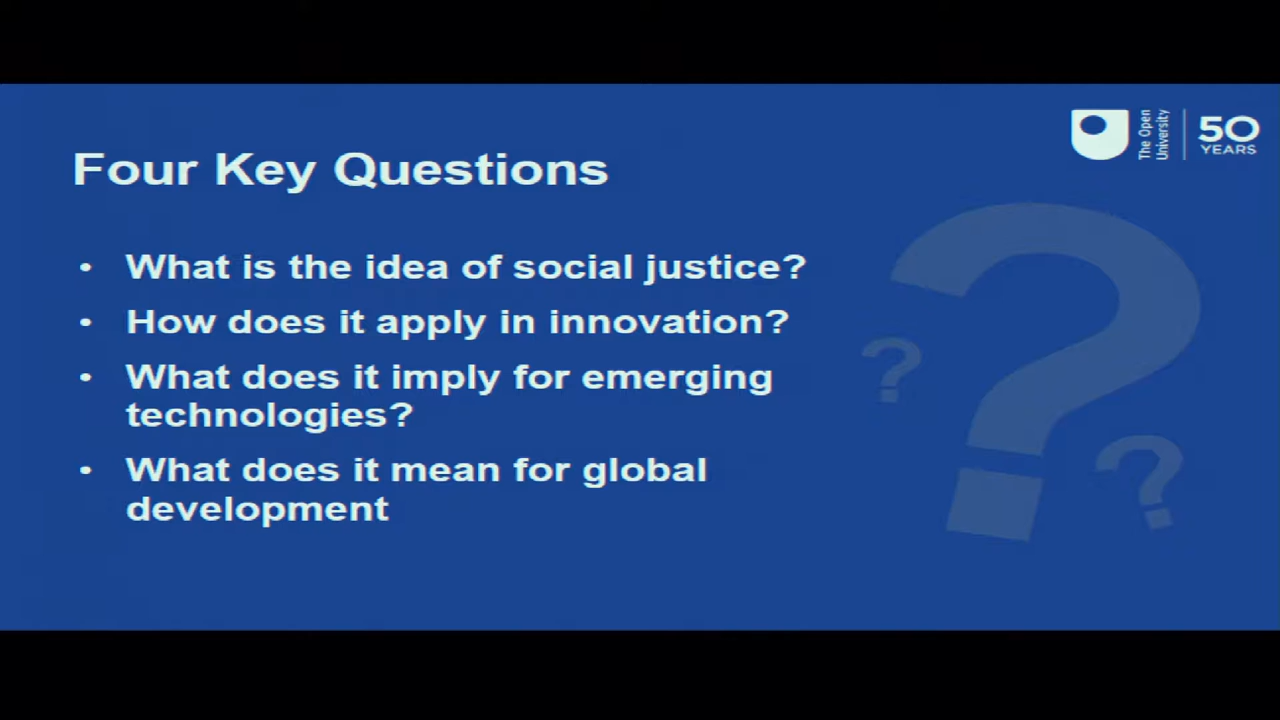 The Open
University
50
YEARS
Four Key Questions
• What is the idea of social justice?
• How does it apply in innovation?
• What does it imply for emerging
technologies?
• What does it mean for global
development
?
?
?